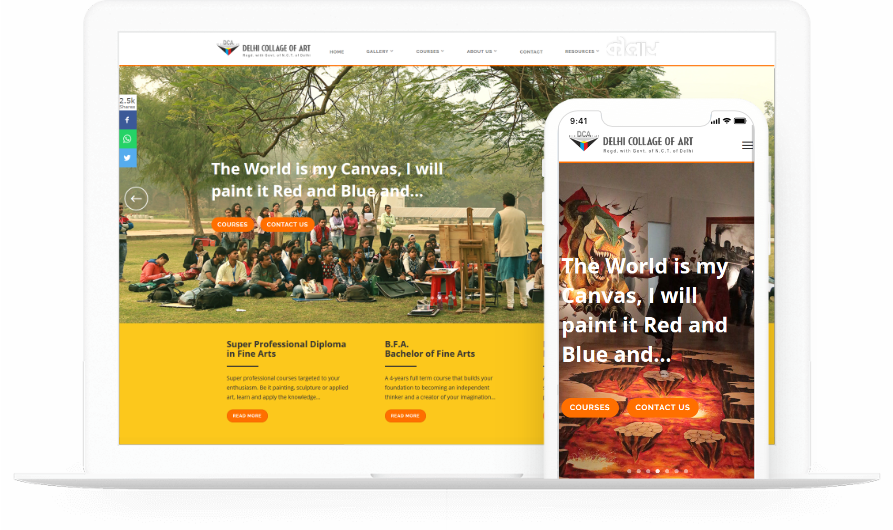 DCA
DELHI COLLAGE OF ART
Regd. with Govt. of N.C.T. of Delhi
HOME
GALLERY
COURSES
ABOUT US
CONTACT
RESOURCES
2.5k
Shares
The World is my Canvas, I will
paint it Red and Blue and...
COURSES
CONTACT US
Super Professional Diploma
in Fine Arts
Super professional courses targeted to your
enthusiasm. Be it painting, sculpture or applied
art, learn and apply the knowledge...
READ MORE
B.F.A.
Bachelor of Fine Arts
A 4-years full term course that builds your
foundation to becoming an independent
thinker and a creator of your imagination...
READ MORE
9:41
DCA
DELHI COLLAGE OF ART
Regd. with Govt. of N.C.T. of Delhi
The World is my
Canvas, I will
paint it Red and
Blue and...
COURSES
CONTACT US